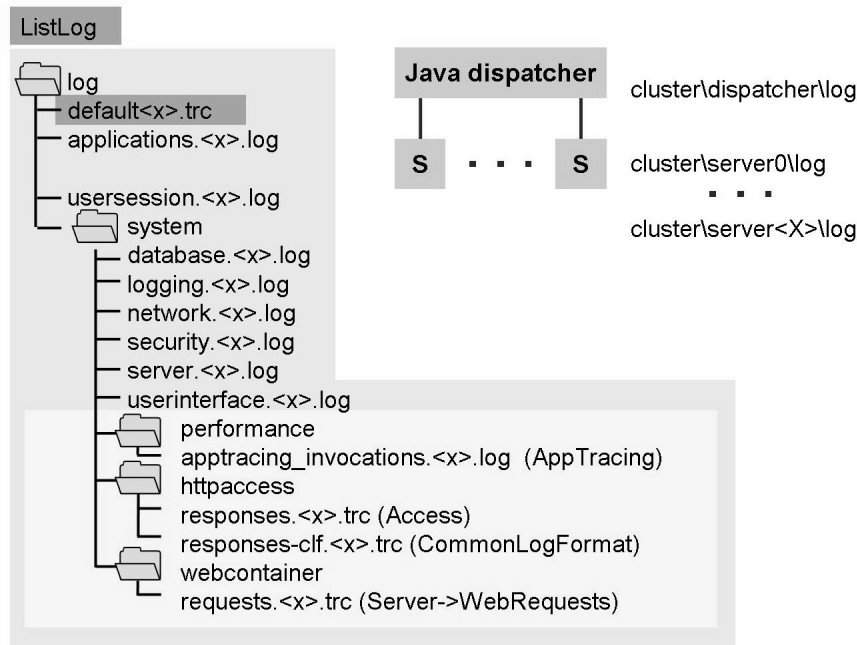 ListLog
log
default<x>.trc
applications.<x>.log
usersession.<x>.log
system
database.<x>.log
logging.<x>.log
network.<x>.log
security.<x>.log
server.<x>.log
userinterface.<x>.log
performance
apptracing_invocations.<x>.log (AppTracing)
httpaccess
responses.<x>.trc (Access)
responses-clf.<x>.trc (CommonLogFormat)
webcontainer
requests.<x>.trc (Server->WebRequests)
Java dispatcher
cluster\dispatcher\log
S . . . S
cluster\server0\log
. . .
cluster\server<X>\log